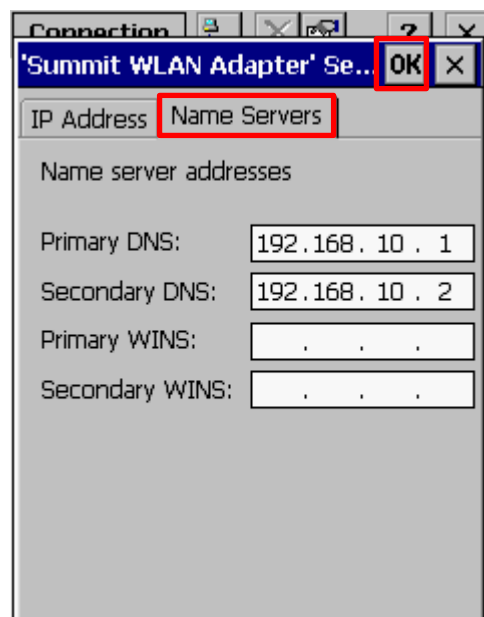 Connection ?
'Summit WLAN Adapter' Se... OK ×
IP Address Name Servers
Name server addresses
Primary DNS: 192.168. 10 . 1
Secondary DNS: 192.168. 10 . 2
Primary WINS: . . .
Secondary WINS: . . .